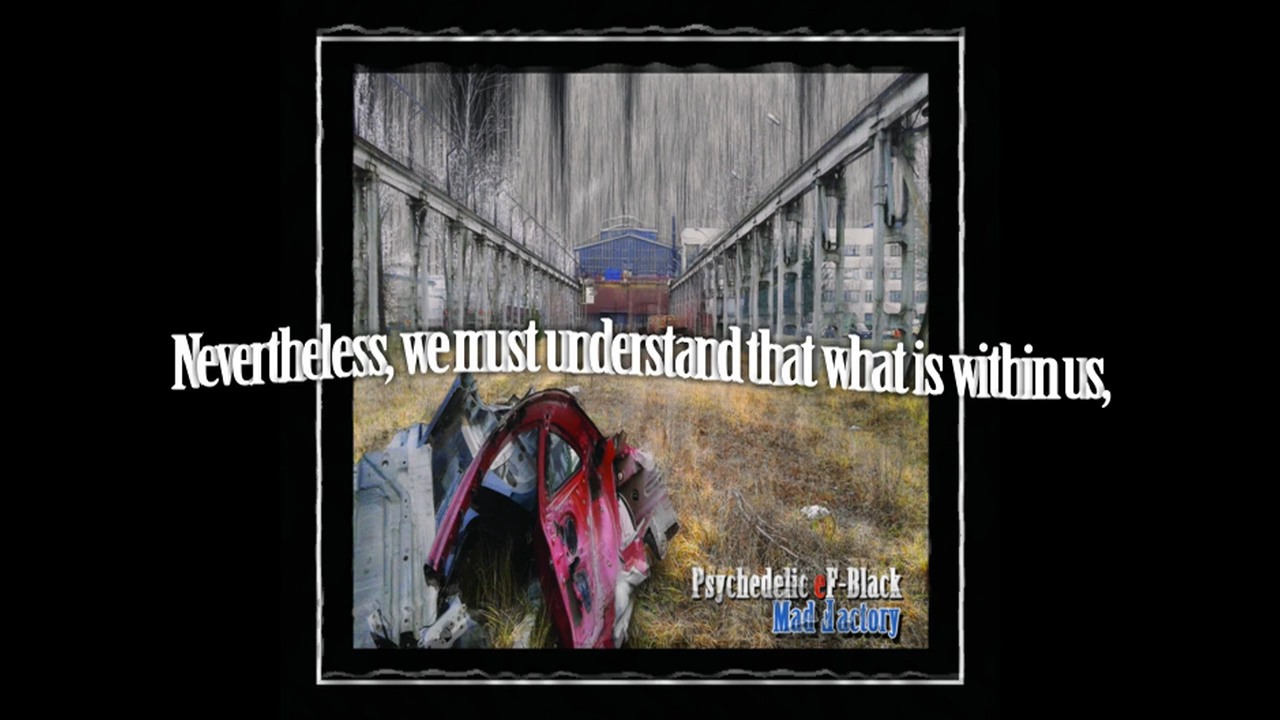 Nevertheless, we must understand that what is within us,
Psychedelic eF-Black
Mad Factory